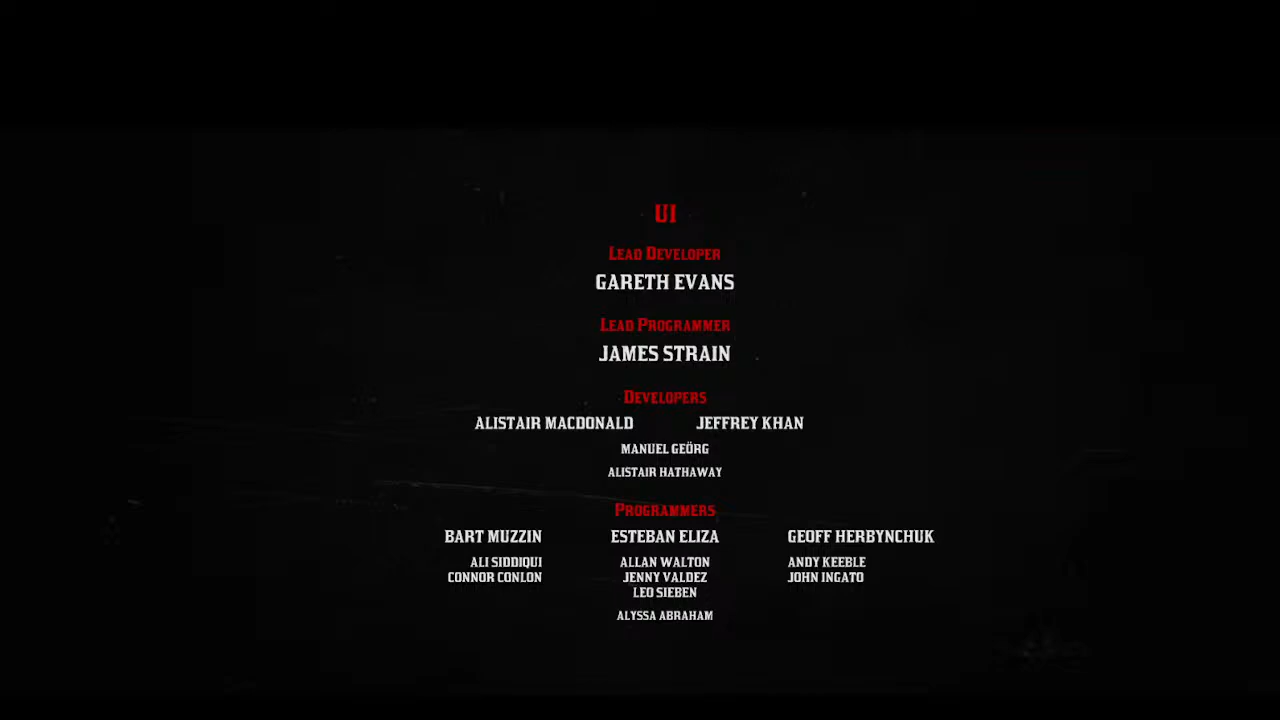 UI
LEAD DEVELOPER
GARETH EVANS
LEAD PROGRAMMER
JAMES STRAIN
DEVELOPERS
ALISTAIR MACDONALD JEFFREY KHAN
MANUEL GEÖRG
ALISTAIR HATHAWAY
PROGRAMMERS
BART MUZZIN ESTEBAN ELIZA GEOFF HERBYNCHUK
ALI SIDDIQUI ALLAN WALTON ANDY KEEBLE
CONNOR CONLON JENNY VALDEZ JOHN INGATO
LEO SIEBEN
ALYSSA ABRAHAM